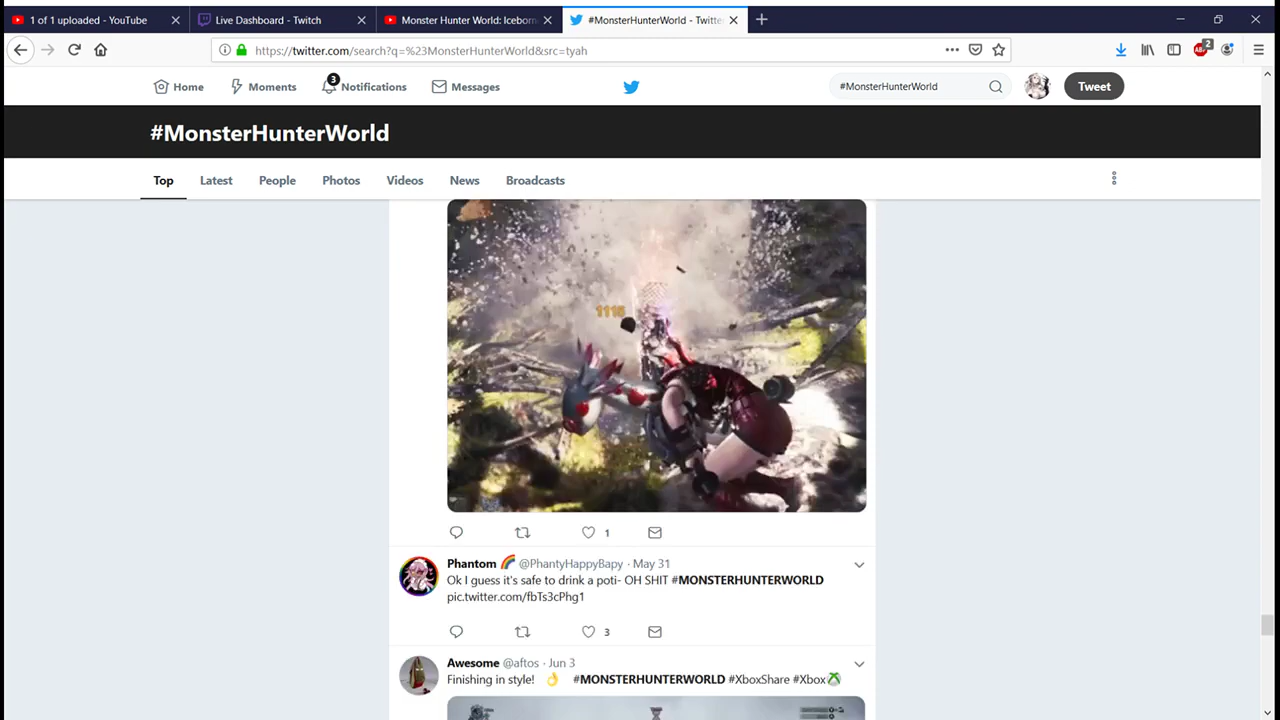 1 of 1 uploaded - YouTube
Live Dashboard - Twitch
Monster Hunter World: Iceborn
#MonsterHunterWorld - Twitte
https://twitter.com/search?q=%23MonsterHunterWorld&src=tyah
2
Home
Moments
3
Notifications
Messages
#MonsterHunterWorld
Tweet
#MonsterHunterWorld
Top
Latest
People
Photos
Videos
News
Broadcasts
1
Phantom @PhantyHappyBapy · May 31
Ok I guess it's safe to drink a poti- OH SHIT #MONSTERHUNTERWORLD
pic.twitter.com/fbTs3cPhg1
3
Awesome @aftos · Jun 3
Finishing in style! #MONSTERHUNTERWORLD #XboxShare #Xbox